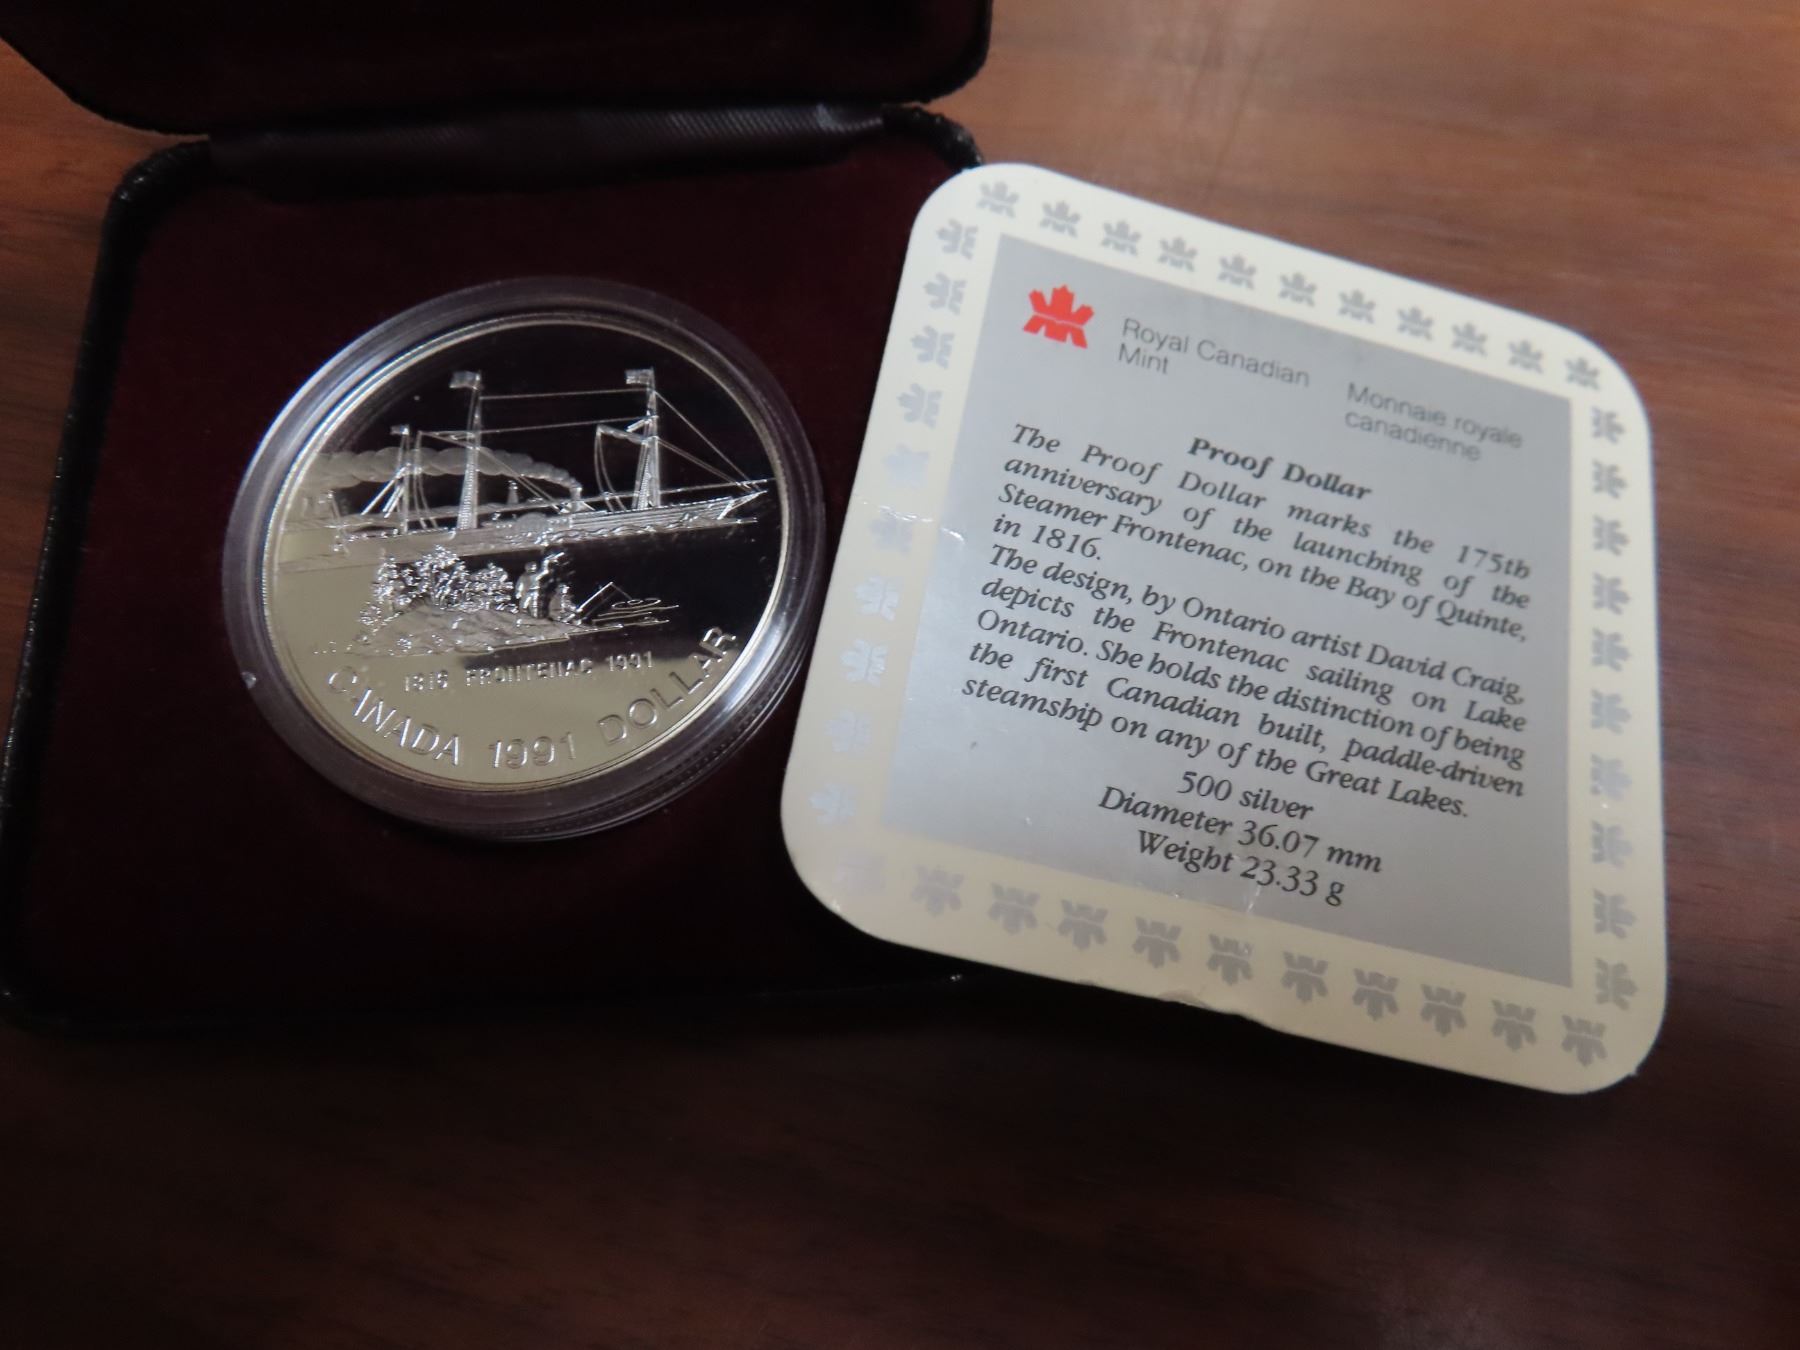 1816 FRONTENAC 1991
CANADA 1991 DOLLAR
Royal Canadian
Mint
Monnaie royale
canadienne
Proof Dollar
The Proof Dollar marks the 175th
anniversary of the launching of the
Steamer Frontenac, on the Bay of Quinte,
in 1816.
The design, by Ontario artist David Craig,
depicts the Frontenac sailing on Lake
Ontario. She holds the distinction of being
the first Canadian built, paddle-driven
steamship on any of the Great Lakes.
500 silver
Diameter 36.07 mm
Weight 23.33 g